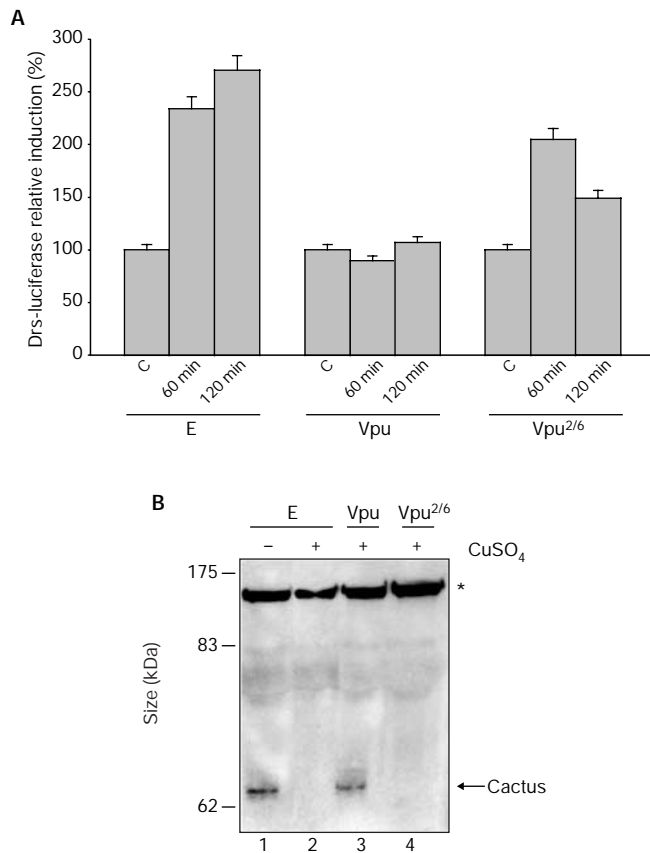 A
Drs-luciferase relative induction (%)
300
250
200
150
100
50
0
C 60 min 120 min C 60 min 120 min C 60 min 120 min
E Vpu Vpu2/6
B
E Vpu Vpu2/6
– + + + CuSO4
Size (kDa)
175
*
83
Cactus
62
1 2 3 4